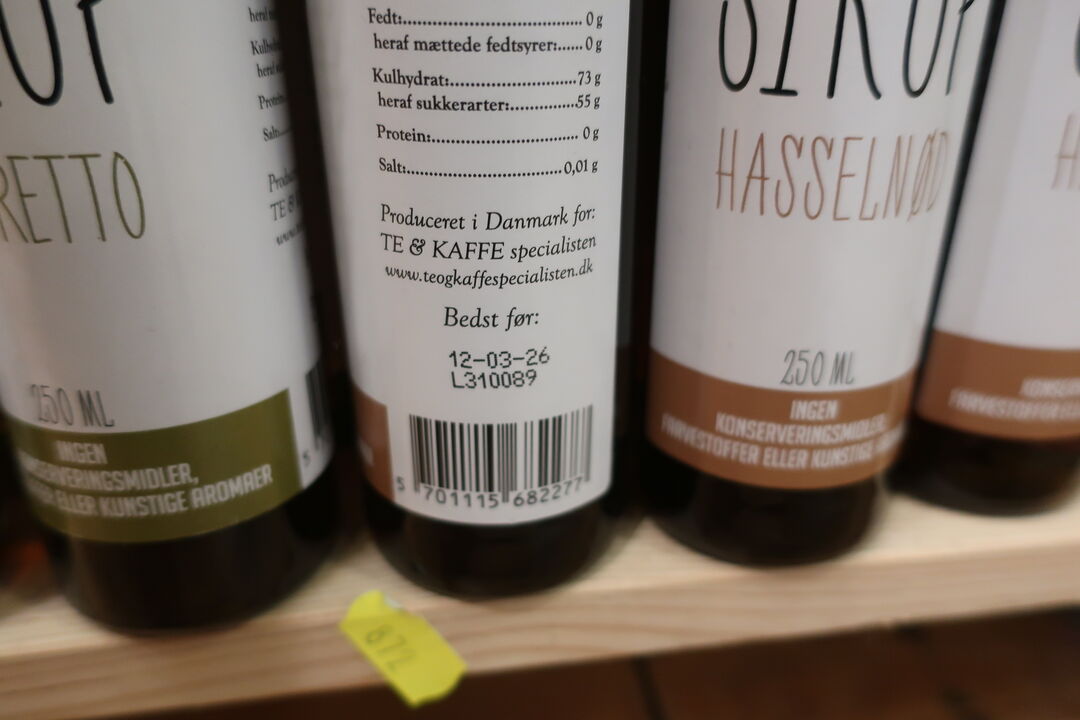 RETTO
250 ML
INGEN
KONSERVERINGSMIDLER,
ELLER KUNSTIGE AROMAER
Fedt:.......................................... 0 g
heraf mættede fedtsyrer:......0 g
Kulhydrat:.............................73 g
heraf sukkerarter:...............55 g
Protein:.................................. 0 g
Salt:....................................0,01 g
Produceret i Danmark for:
TE & KAFFE specialisten
www.teogkaffespecialisten.dk
Bedst før:
12-03-26
L310089
5 701115 682277
SIRUP
HASSELNØD
250 ML
INGEN
KONSERVERINGSMIDLER,
FARVESTOFFER ELLER KUNSTIGE
872